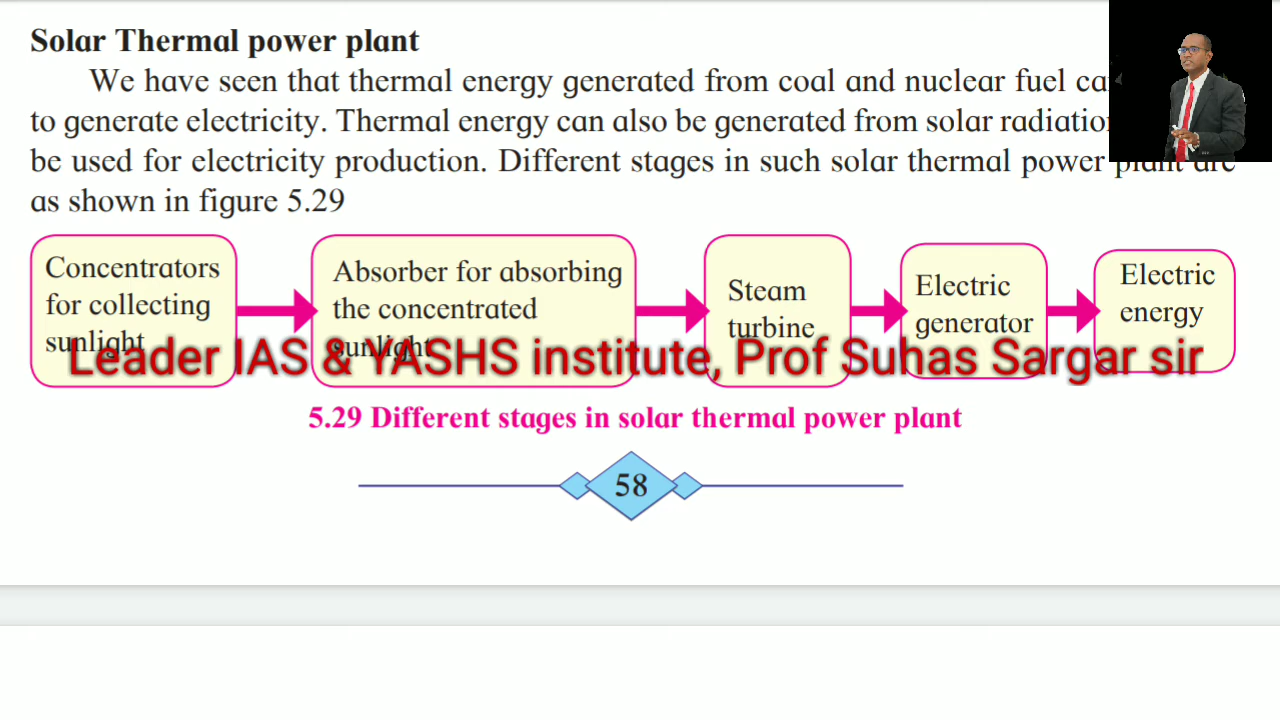 Solar Thermal power plant
We have seen that thermal energy generated from coal and nuclear fuel
to generate electricity. Thermal energy can also be generated from solar
be used for electricity production. Different stages in such solar thermal power plant are
as shown in figure 5.29
Concentrators
for collecting
sunlight
Absorber for absorbing
the concentrated
sunlight
Steam
turbine
Electric
generator
Electric
energy
Leader IAS & YASHS institute, Prof Suhas Sargar sir
5.29 Different stages in solar thermal power plant
58